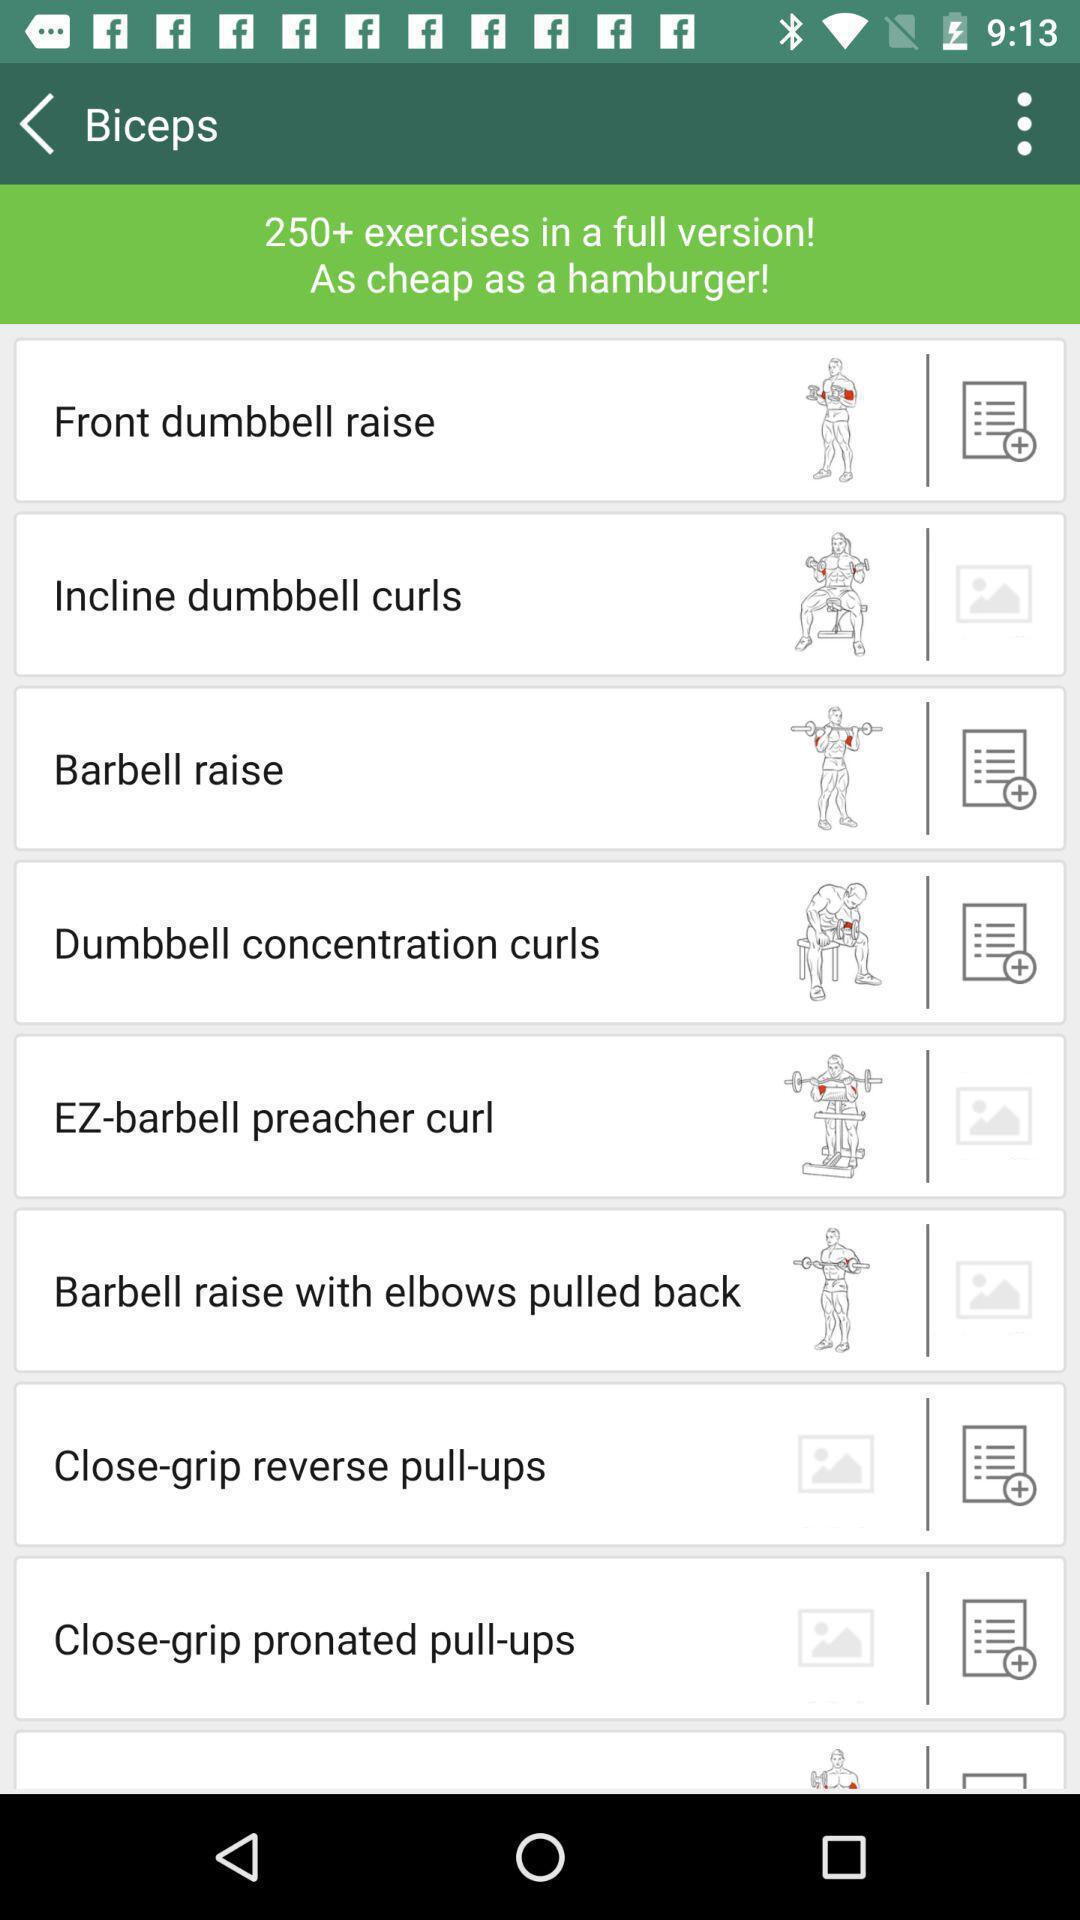 9:13
Biceps
250+ exercises in a full version!
As cheap as a hamburger!
Front dumbbell raise
Incline dumbbell curls
Barbell raise
Dumbbell concentration curls
EZ-barbell preacher curl
Barbell raise with elbows pulled back
Close-grip reverse pull-ups
Close-grip pronated pull-ups